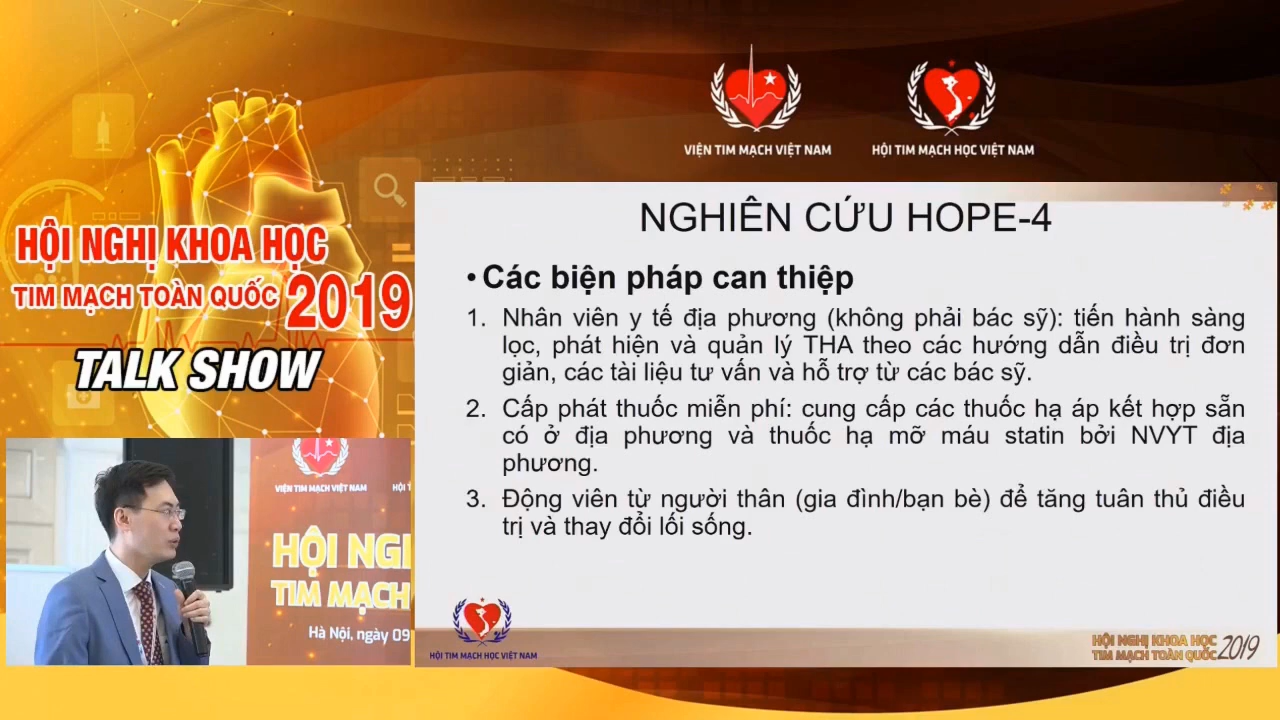 VIỆN TIM MẠCH VIỆT NAM
HỘI TIM MẠCH HỌC VIỆT NAM
HỘI NGHỊ KHOA HỌC
TIM MẠCH TOÀN QUỐC 2019
TALK SHOW
NGHIÊN CỨU HOPE-4
• Các biện pháp can thiệp
1. Nhân viên y tế địa phương (không phải bác sỹ): tiến hành sàng
lọc, phát hiện và quản lý THA theo các hướng dẫn điều trị đơn
giản, các tài liệu tư vấn và hỗ trợ từ các bác sỹ.
2. Cấp phát thuốc miễn phí: cung cấp các thuốc hạ áp kết hợp sẵn
có ở địa phương và thuốc hạ mỡ máu statin bởi NVYT địa
phương.
3. Động viên từ người thân (gia đình/bạn bè) để tăng tuân thủ điều
trị và thay đổi lối sống.
HỘI TIM MẠCH HỌC VIỆT NAM
HỘI NGHỊ KHOA HỌC
TIM MẠCH TOÀN QUỐC 2019
VIỆN TIM MẠCH VIỆT NAM
HỘI NGH
TIM MẠCH
Hà Nội, ngày 09